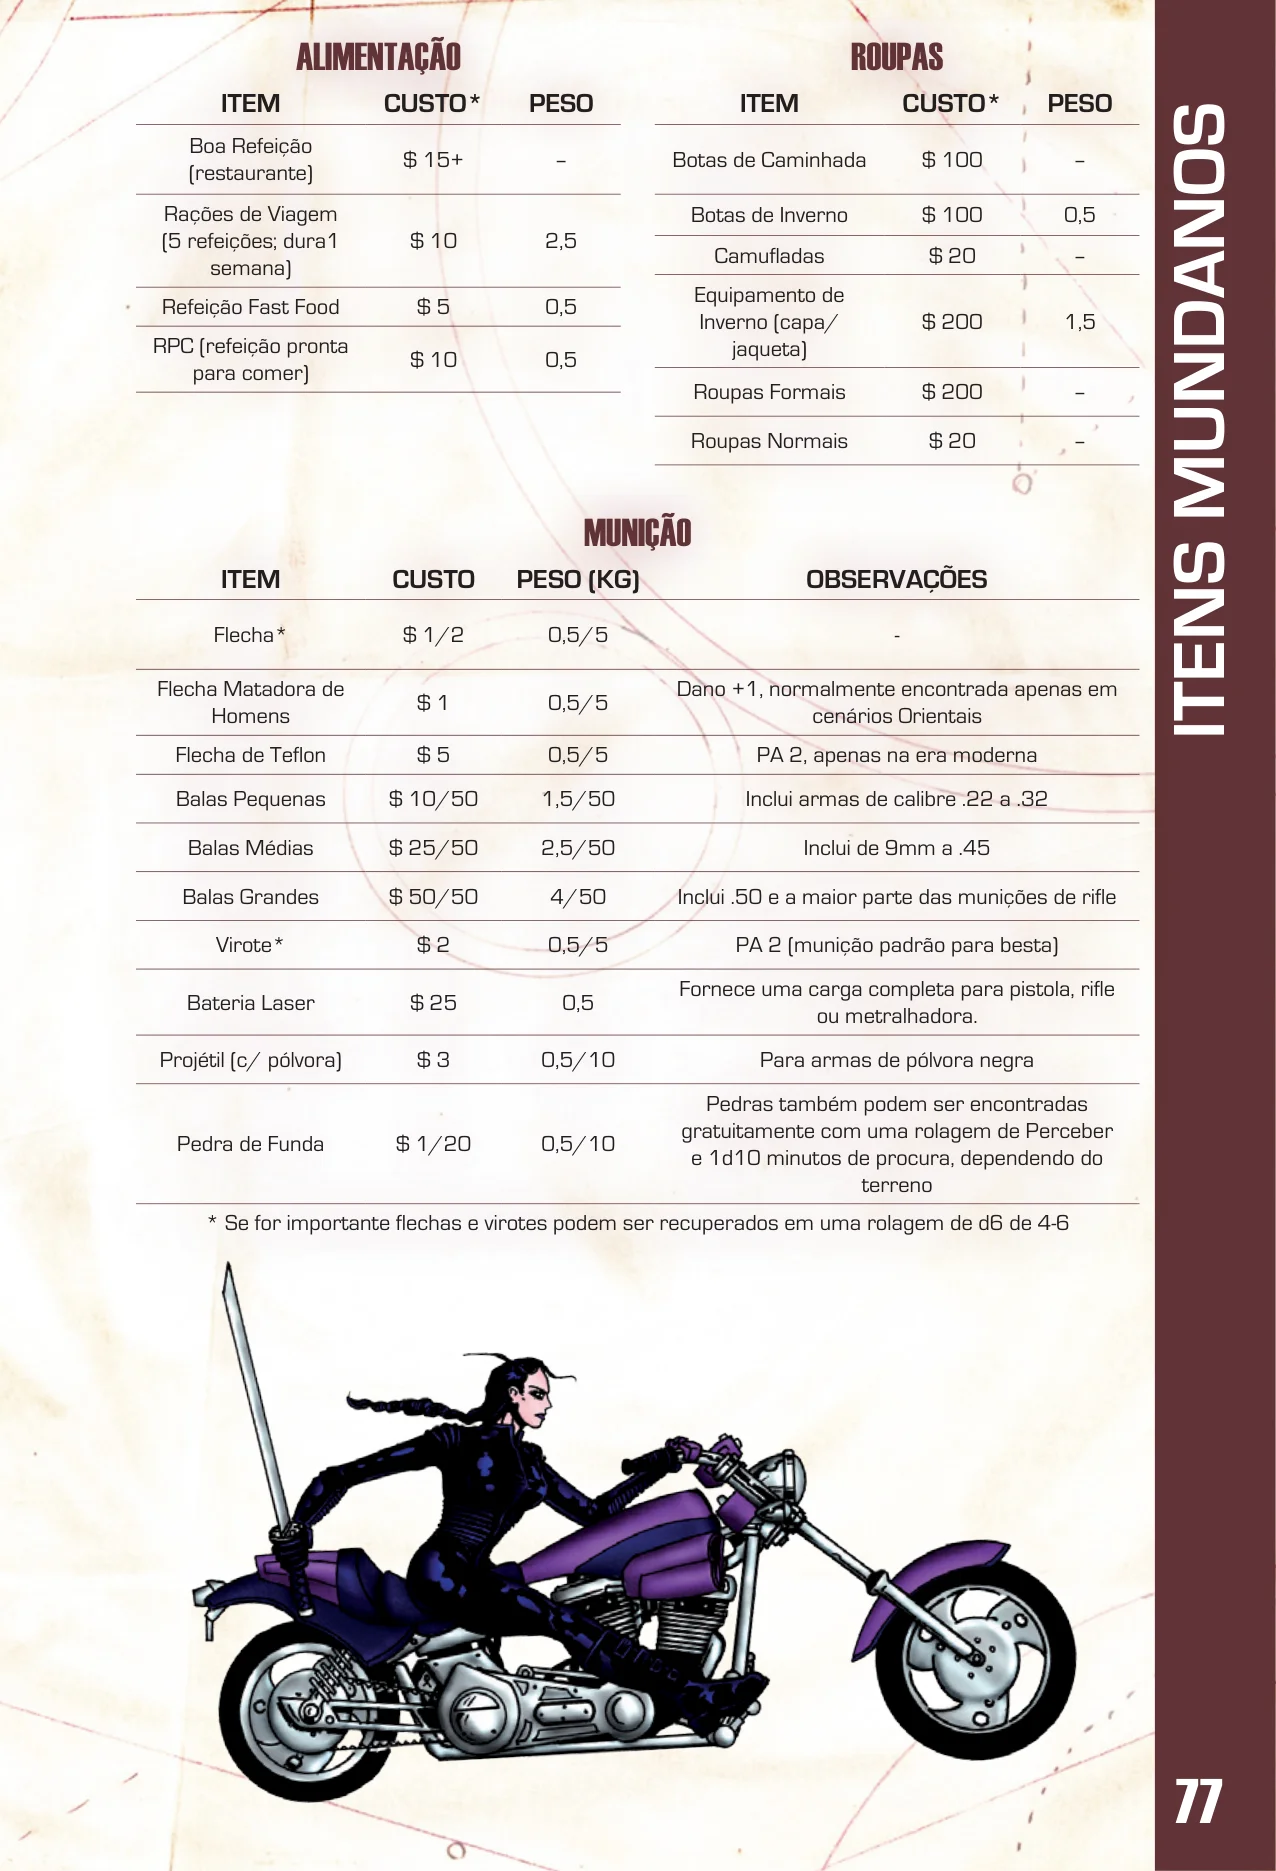 ALIMENTAÇÃO
ITEM CUSTO* PESO
Boa Refeição
(restaurante) $ 15+ –
Rações de Viagem
(5 refeições; dura1 $ 10 2,5
semana)
Refeição Fast Food $ 5 0,5
RPC (refeição pronta
para comer) $ 10 0,5
ROUPAS
ITEM CUSTO* PESO
Botas de Caminhada $ 100 –
Botas de Inverno $ 100 0,5
Camufladas $ 20 –
Equipamento de
Inverno (capa/ $ 200 1,5
jaqueta)
Roupas Formais $ 200 –
Roupas Normais $ 20 –
MUNIÇÃO
ITEM CUSTO PESO (KG) OBSERVAÇÕES
Flecha* $ 1/2 0,5/5 -
Flecha Matadora de
Homens $ 1 0,5/5 Dano +1, normalmente encontrada apenas em
cenários Orientais
Flecha de Teflon $ 5 0,5/5 PA 2, apenas na era moderna
Balas Pequenas $ 10/50 1,5/50 Inclui armas de calibre .22 a .32
Balas Médias $ 25/50 2,5/50 Inclui de 9mm a .45
Balas Grandes $ 50/50 4/50 Inclui .50 e a maior parte das munições de rifle
Virote* $ 2 0,5/5 PA 2 (munição padrão para besta)
Bateria Laser $ 25 0,5 Fornece uma carga completa para pistola, rifle
ou metralhadora.
Projétil (c/ pólvora) $ 3 0,5/10 Para armas de pólvora negra
Pedra de Funda $ 1/20 0,5/10 Pedras também podem ser encontradas
gratuitamente com uma rolagem de Perceber
e 1d10 minutos de procura, dependendo do
terreno
* Se for importante flechas e virotes podem ser recuperados em uma rolagem de d6 de 4-6
ITENS MUNDANOS
77